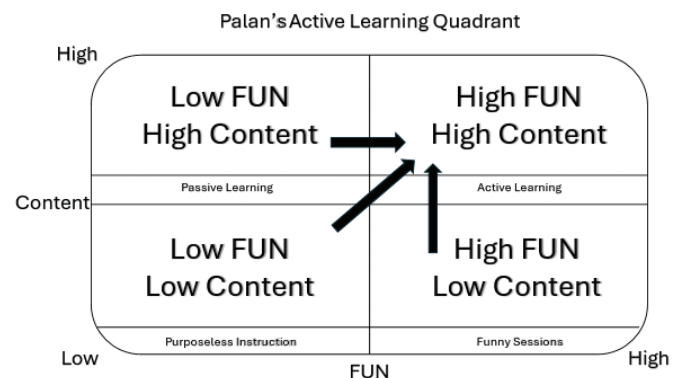 Palan's Active Learning Quadrant
High
Low FUN
High Content
High FUN
High Content
Passive Learning
Active Learning
Content
Low FUN
Low Content
High FUN
Low Content
Purposeless Instruction
Funny Sessions
Low
FUN
High